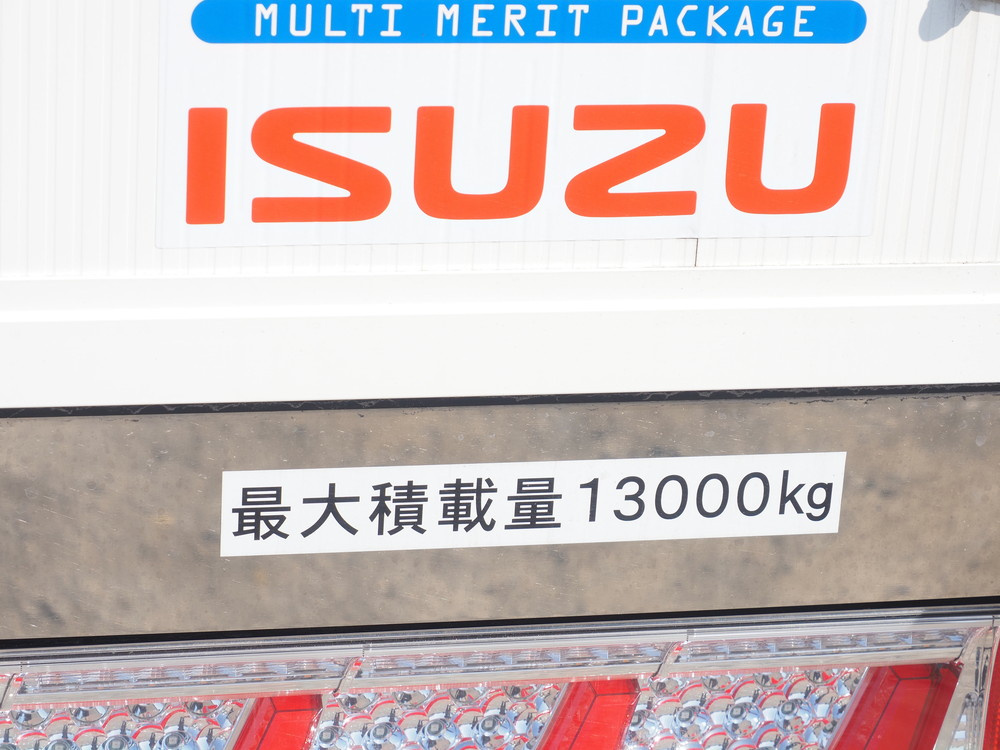 MULTI MERIT PACKAGE
ISUZU
最大積載量13000kg